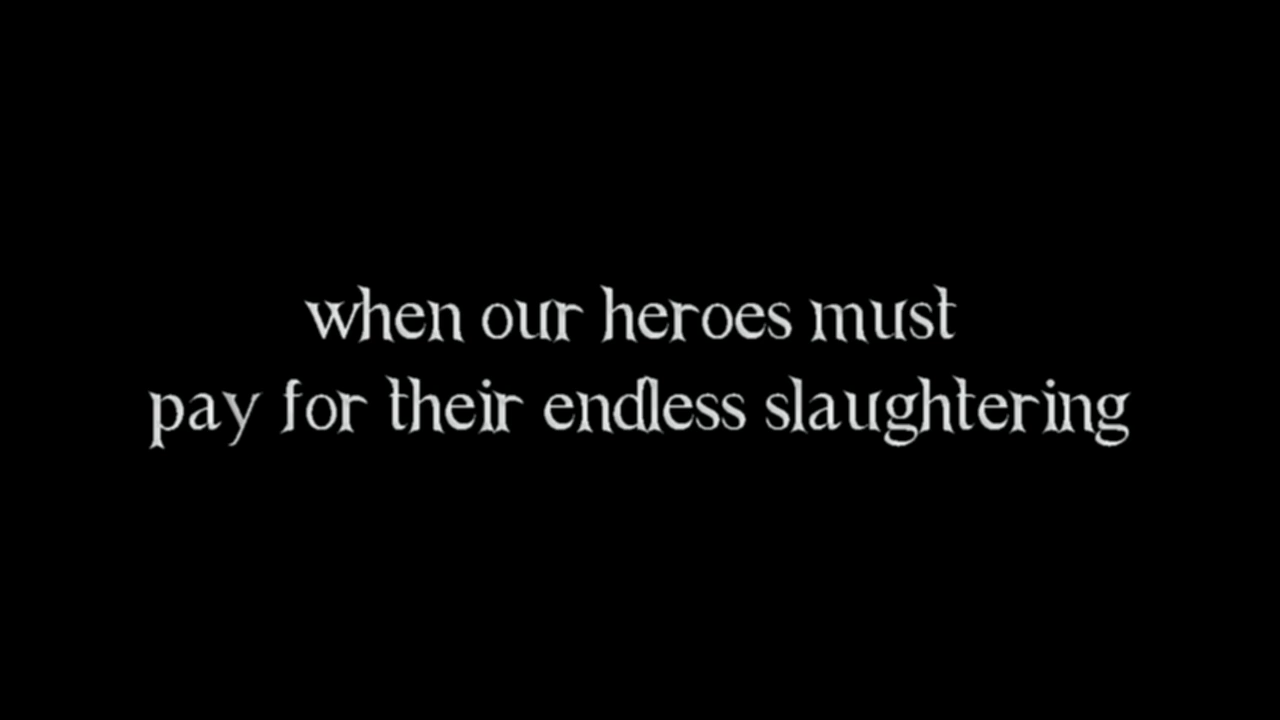 when our heroes must
pay for their endless slaughtering